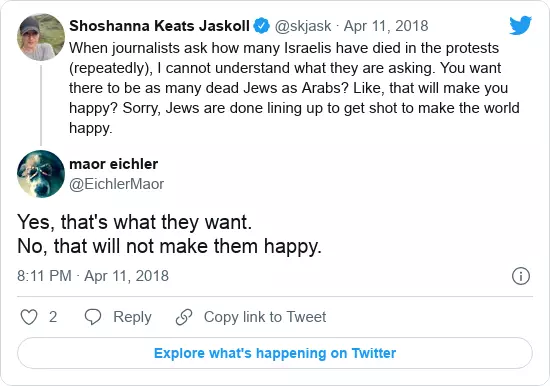 Shoshanna Keats Jaskoll @skjask · Apr 11, 2018
When journalists ask how many Israelis have died in the protests
(repeatedly), I cannot understand what they are asking. You want
there to be as many dead Jews as Arabs? Like, that will make you
happy? Sorry, Jews are done lining up to get shot to make the world
happy.
maor eichler
@EichlerMaor
Yes, that's what they want.
No, that will not make them happy.
8:11 PM · Apr 11, 2018
2 Reply Copy link to Tweet
Explore what's happening on Twitter